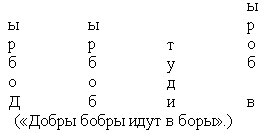 ы
ы ы р
р р т о
б б у б
о о д
Д б и в
(«Добры бобры идут в боры».)